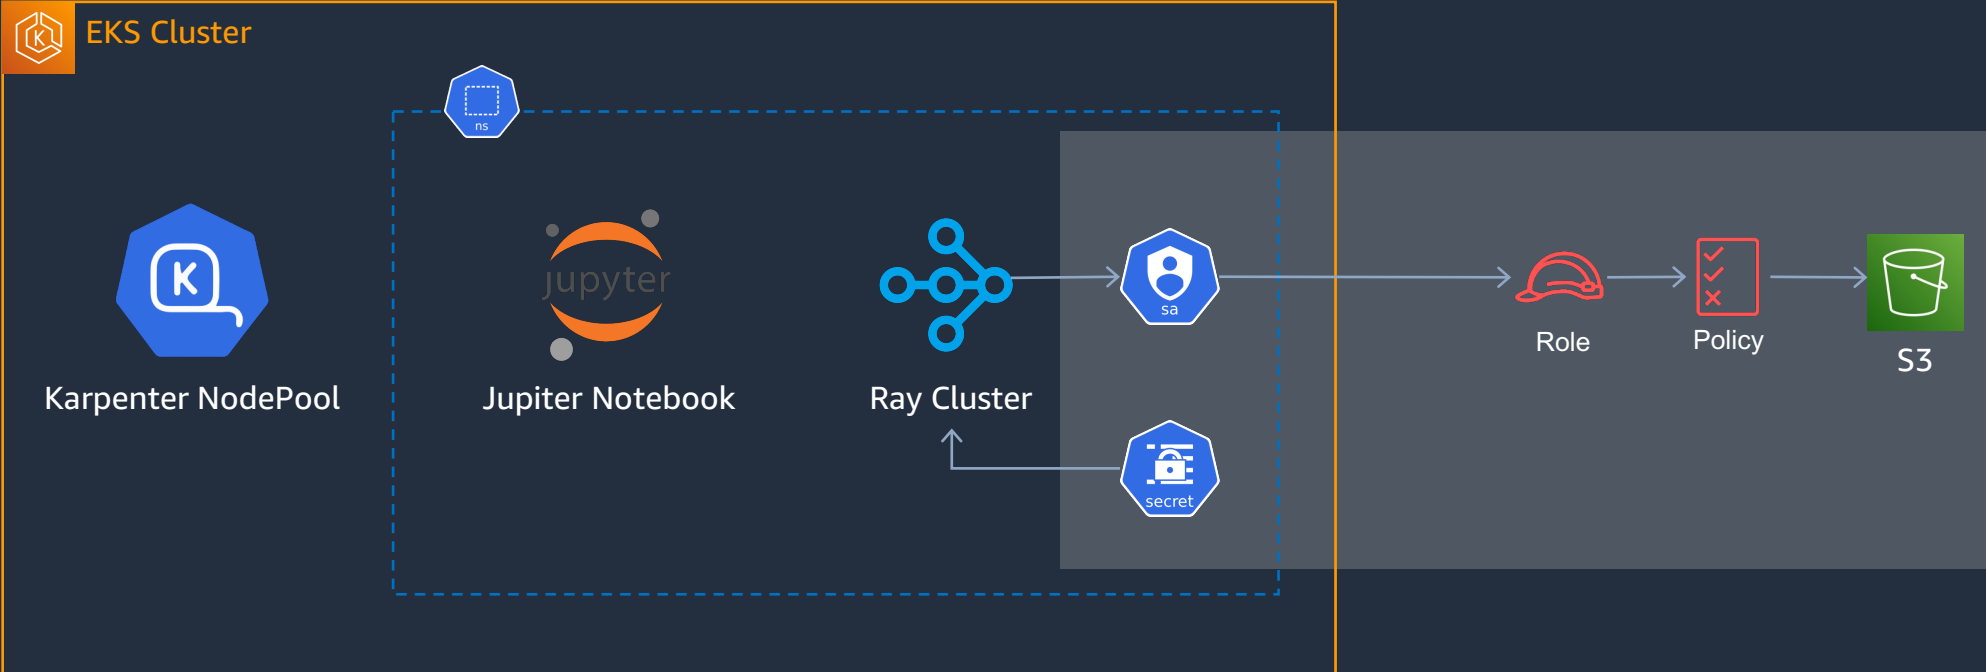 K
EKS Cluster
ns
K
jupyter
sa
secret
Karpenter NodePool
Jupiter Notebook
Ray Cluster
Role
Policy
S3